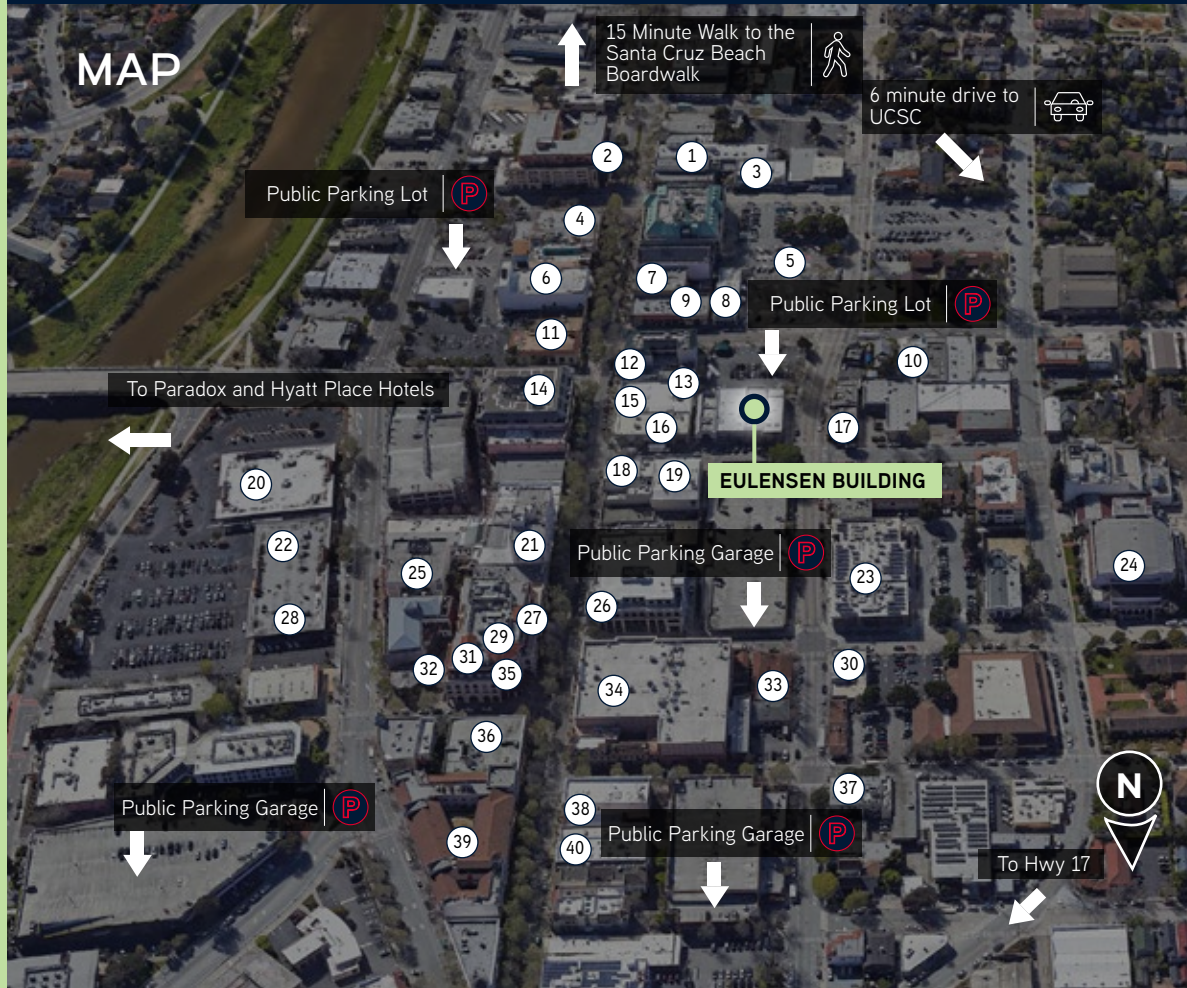 MAP
15 Minute Walk to the
Santa Cruz Beach
Boardwalk
6 minute drive to
UCSC
2
1
3
Public Parking Lot
P
4
5
6
7
9
8
Public Parking Lot
P
11
12
10
13
14
To Paradox and Hyatt Place Hotels
15
16
17
EULENSEN BUILDING
18
19
20
21
22
Public Parking Garage
P
25
23
24
26
28
27
29
31
32
35
30
33
34
36
N
37
Public Parking Garage
P
38
Public Parking Garage
P
39
40
To Hwy 17